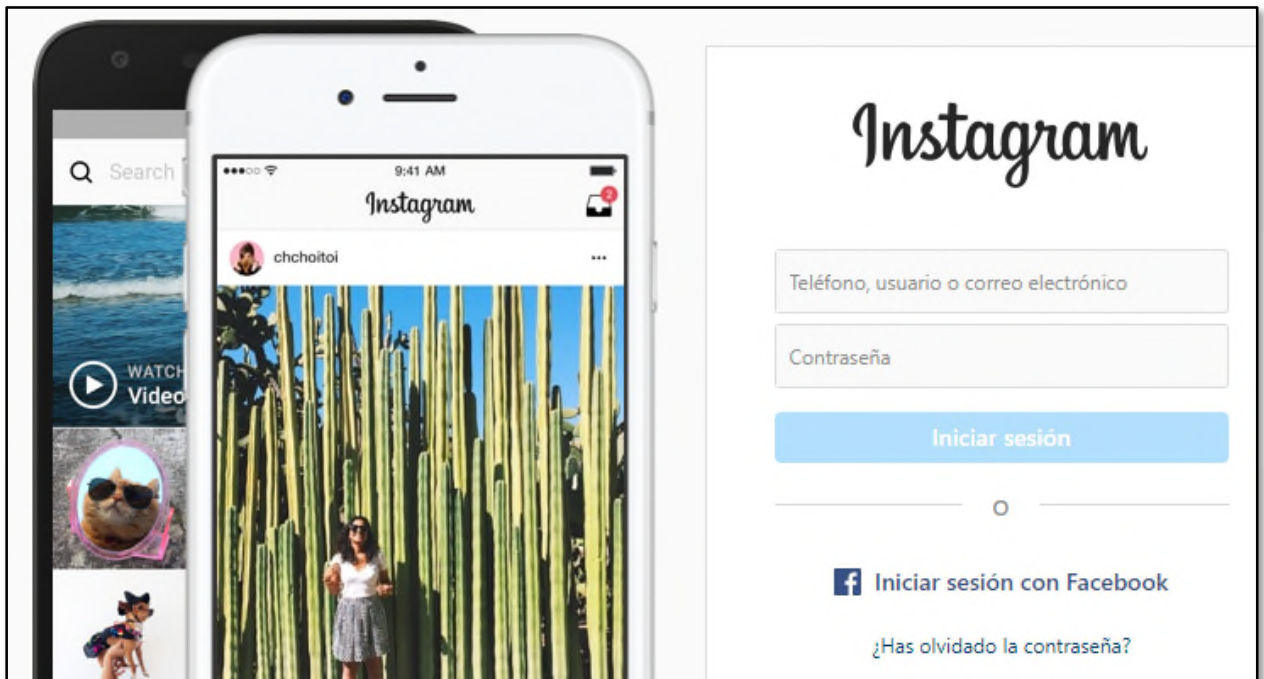 Search
WATCH
Video
9:41 AM
Instagram
2
chchoitoi
Instagram
Teléfono, usuario o correo electrónico
Contraseña
Iniciar sesión
O
Iniciar sesión con Facebook
¿Has olvidado la contraseña?